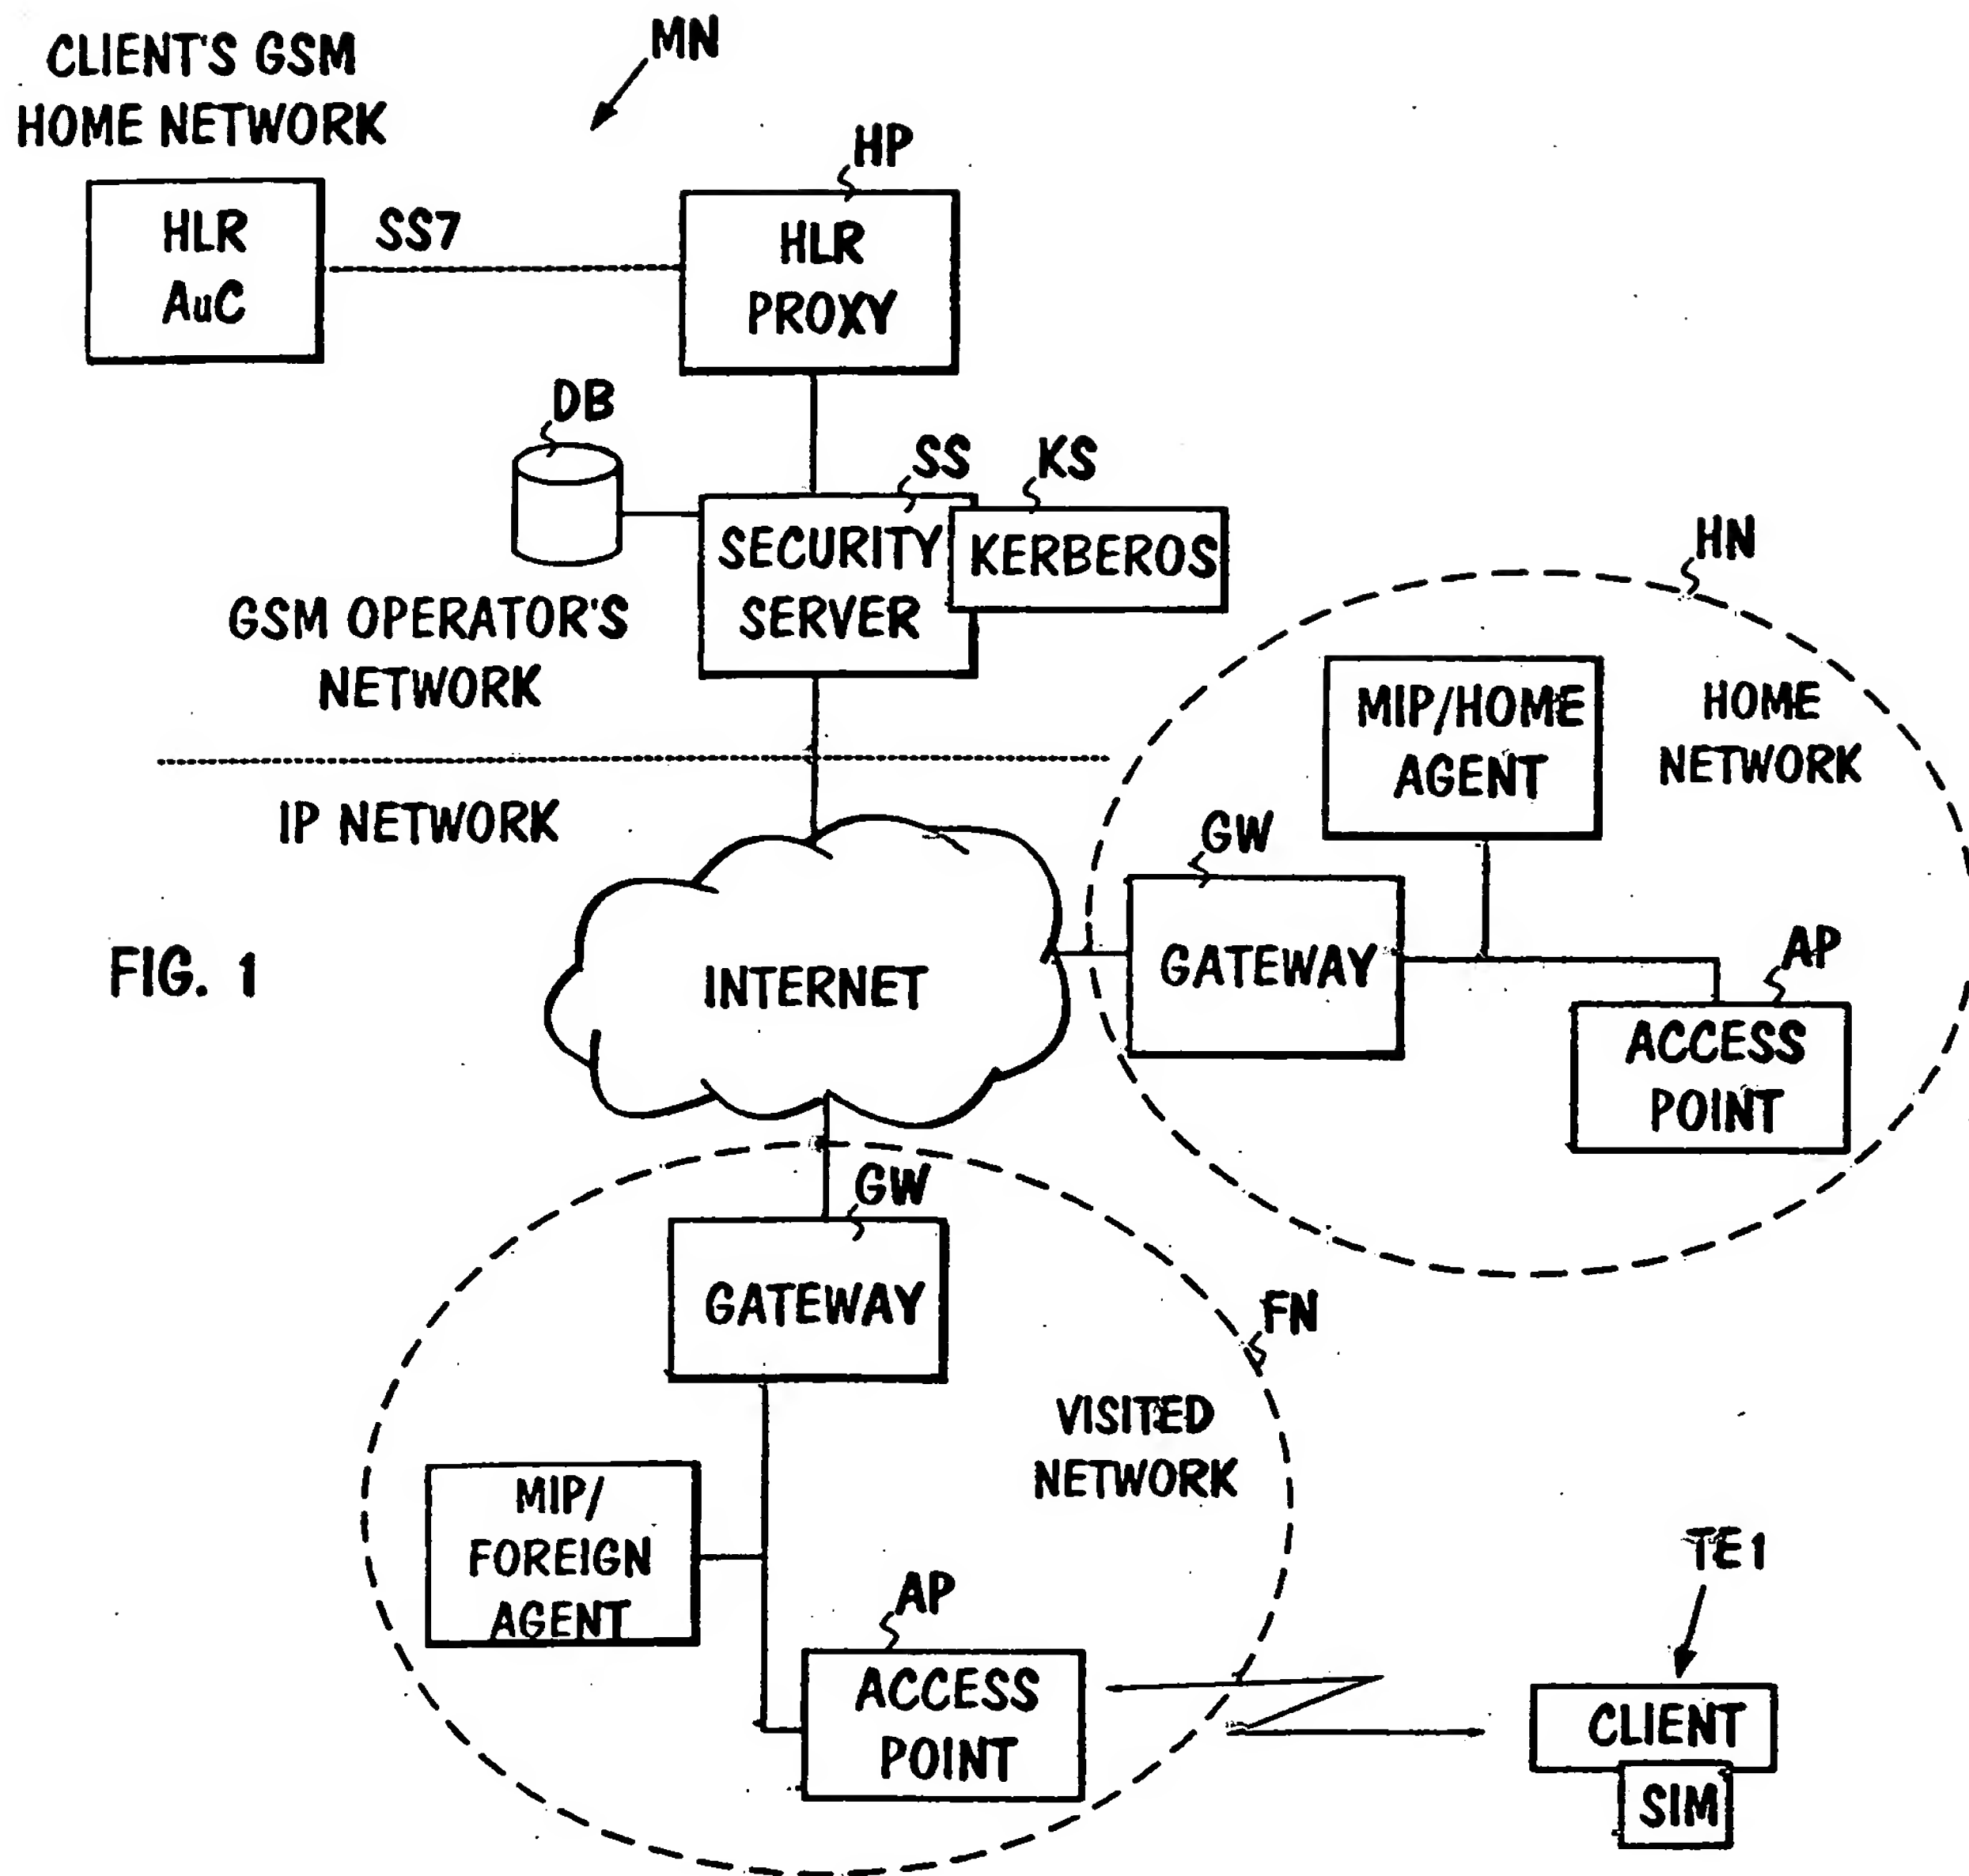 CLIENT'S GSM
HOME NETWORK
MN
HP
HLR
AuC
SS7
HLR
PROXY
DB
SS
KS
SECURITY
SERVER
KERBEROS
GSM OPERATOR'S
NETWORK
HN
MIP/HOME
AGENT
HOME
NETWORK
IP NETWORK
GW
GATEWAY
AP
ACCESS
POINT
FIG. 1
INTERNET
GW
GATEWAY
FN
VISITED
NETWORK
MIP/
FOREIGN
AGENT
AP
ACCESS
POINT
TE1
CLIENT
SIM